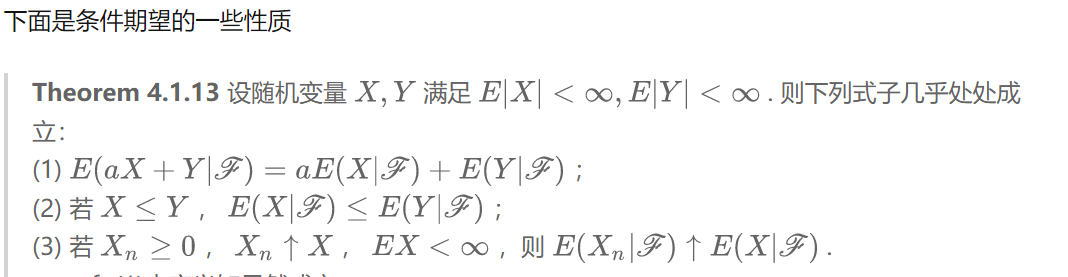 下面是条件期望的一些性质
Theorem 4.1.13 设随机变量 $X, Y$ 满足 $E|X| < \infty, E|Y| < \infty$ . 则下列式子几乎处处成
立：
(1) $E(aX + Y|\mathscr{F}) = aE(X|\mathscr{F}) + E(Y|\mathscr{F})$ ；
(2) 若 $X \leq Y$ ， $E(X|\mathscr{F}) \leq E(Y|\mathscr{F})$ ；
(3) 若 $X_n \geq 0$ ， $X_n \uparrow X$ ， $EX < \infty$ ，则 $E(X_n|\mathscr{F}) \uparrow E(X|\mathscr{F})$ .